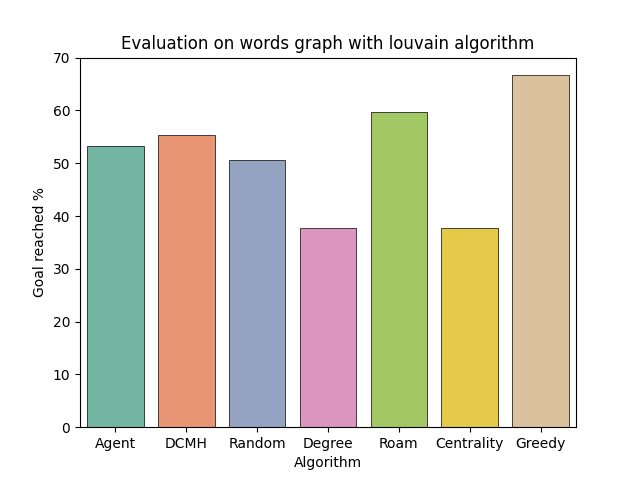 Evaluation on words graph with louvain algorithm
70
60
50
40
30
20
10
0
Goal reached %
Agent DCMH Random Degree Roam Centrality Greedy
Algorithm